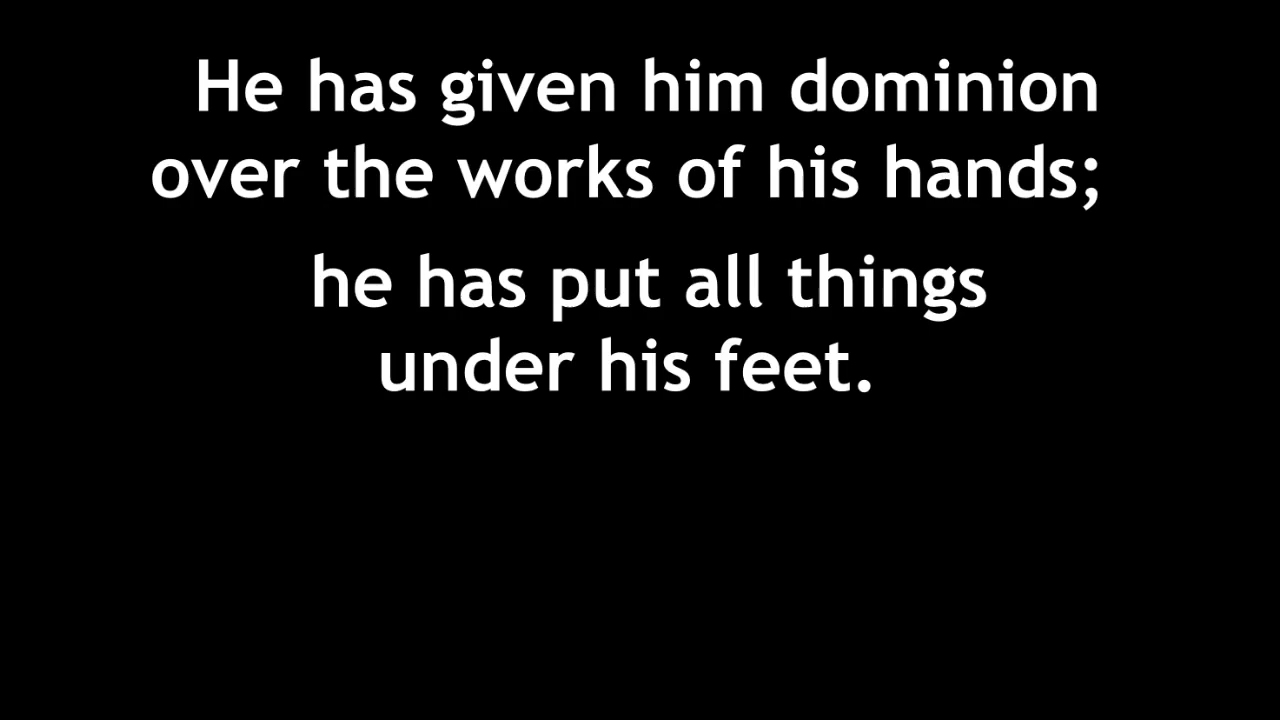 He has given him dominion
over the works of his hands;
he has put all things
under his feet.